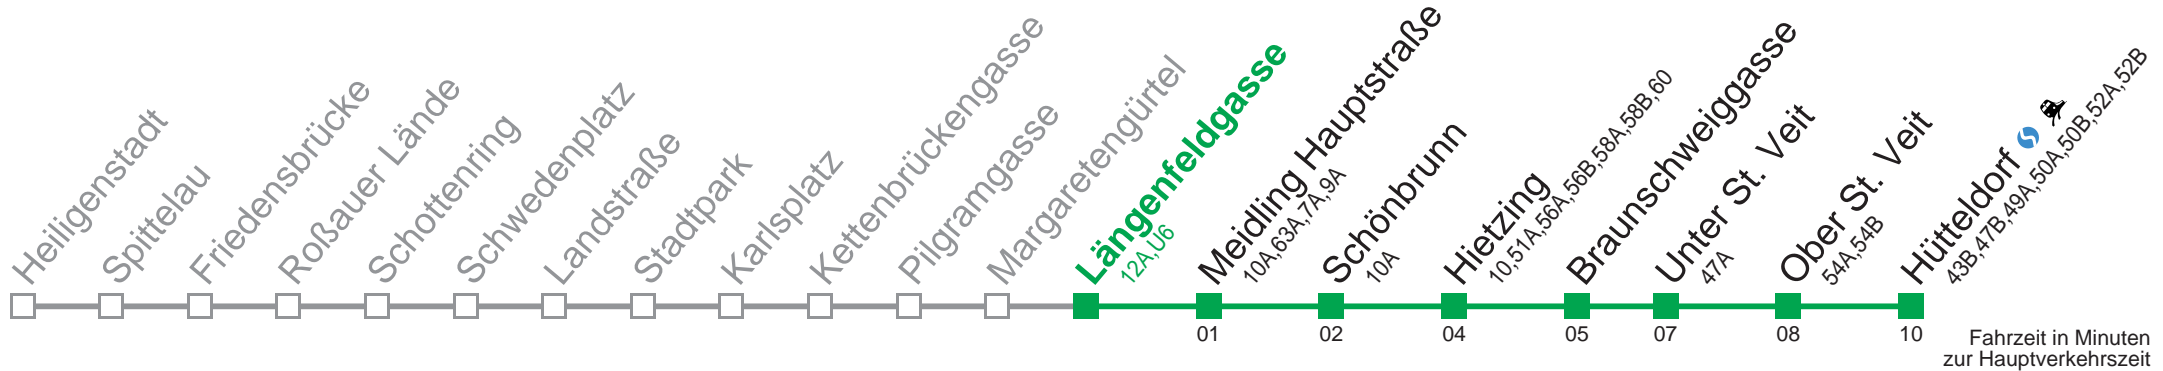 Heiligenstadt
Spittelau
Friedensbrücke
Roßauer Lände
Schottenring
Schwedenplatz
Landstraße
Stadtpark
Karlsplatz
Kettenbrückengasse
Pilgramgasse
Margaretengürtel
Längenfeldgasse
12A,U6
Meidling Hauptstraße
10A,63A,7A,9A
Schönbrunn
10A
Hietzing
10,51A,56A,56B,58A,58B,60
Braunschweiggasse
Unter St. Veit
47A
Ober St. Veit
54A,54B
Hütteldorf
43B,47B,49A,50A,50B,52A,52B
01
02
04
05
07
08
10
Fahrzeit in Minuten
zur Hauptverkehrszeit